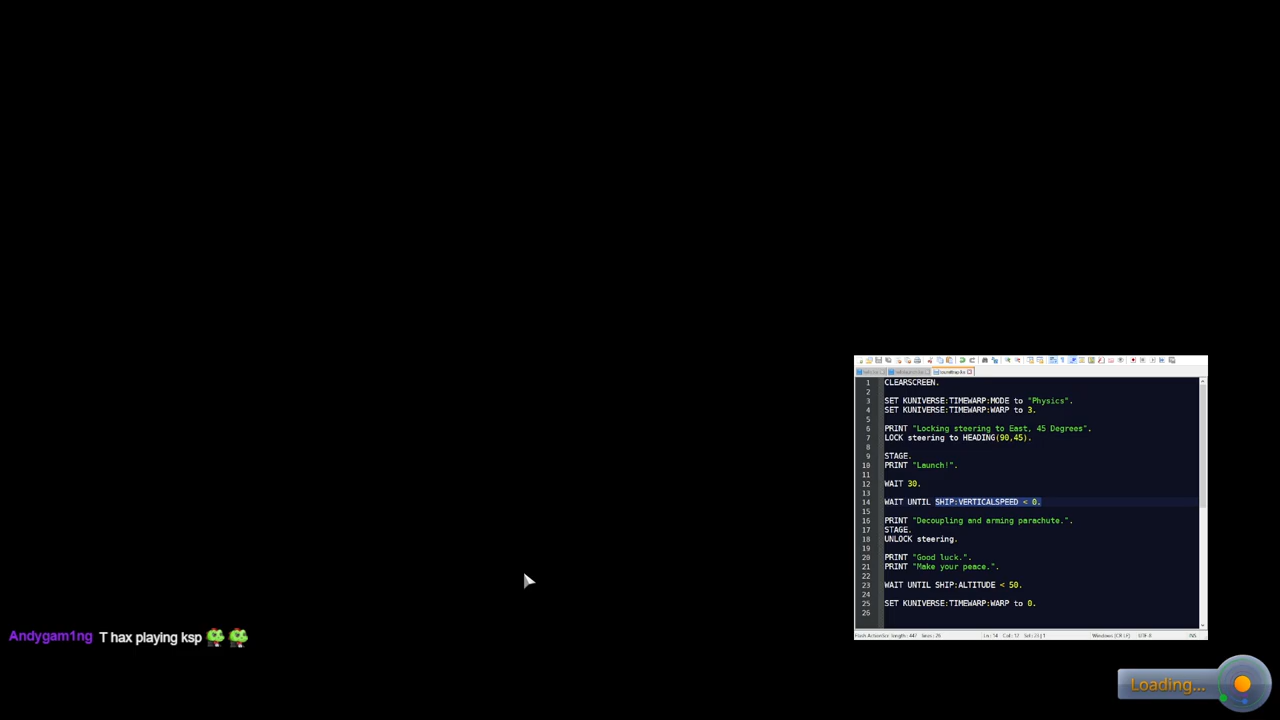 CLEARSCREEN.
SET KUNIVERSE:TIMEWARP:MODE to "Physics".
SET KUNIVERSE:TIMEWARP:WARP to 3.
PRINT "Locking steering to East, 45 Degrees".
LOCK steering to HEADING(90,45).
STAGE.
PRINT "Launch!".
WAIT 30.
WAIT UNTIL SHIP:VERTICALSPEED < 0.
PRINT "Decoupling and arming parachute.".
STAGE.
UNLOCK steering.
PRINT "Good luck.".
PRINT "Make your peace.".
WAIT UNTIL SHIP:ALTITUDE < 50.
SET KUNIVERSE:TIMEWARP:WARP to 0.
Andygam1ng T hax playing ksp
Loading...